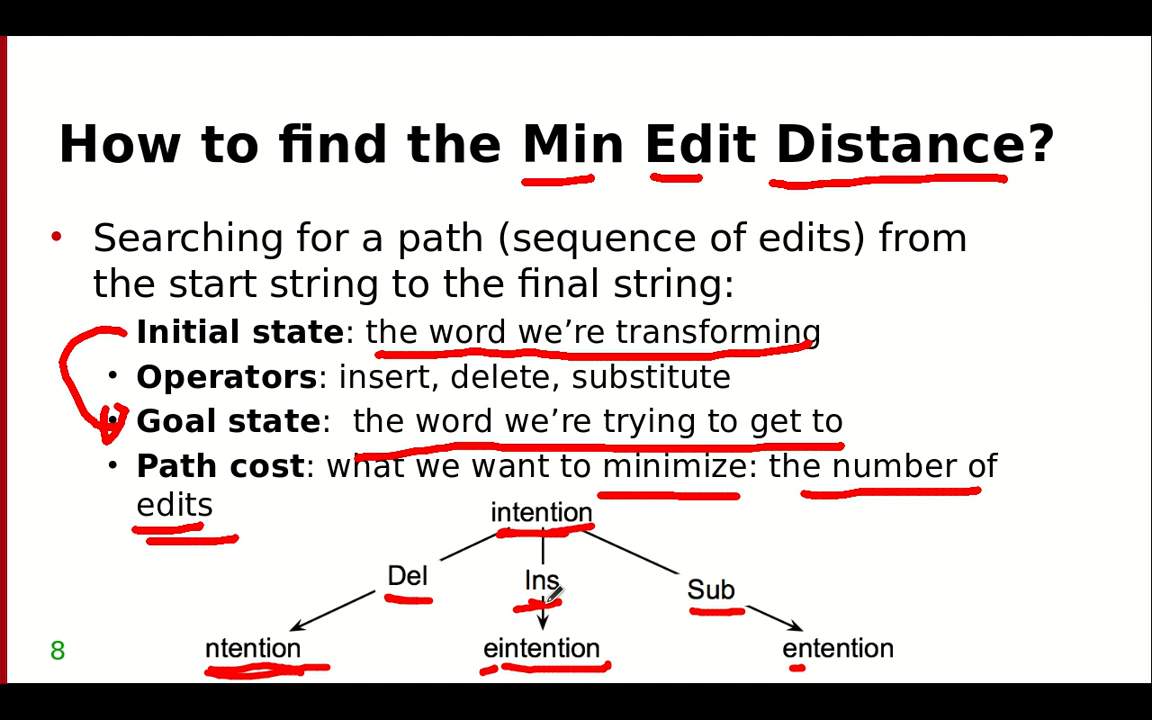 How to find the Min Edit Distance?
• Searching for a path (sequence of edits) from
the start string to the final string:
Initial state: the word we’re transforming
• Operators: insert, delete, substitute
• Goal state: the word we’re trying to get to
• Path cost: what we want to minimize: the number of
edits
intention
Del Ins Sub
ntention eintention entention
8